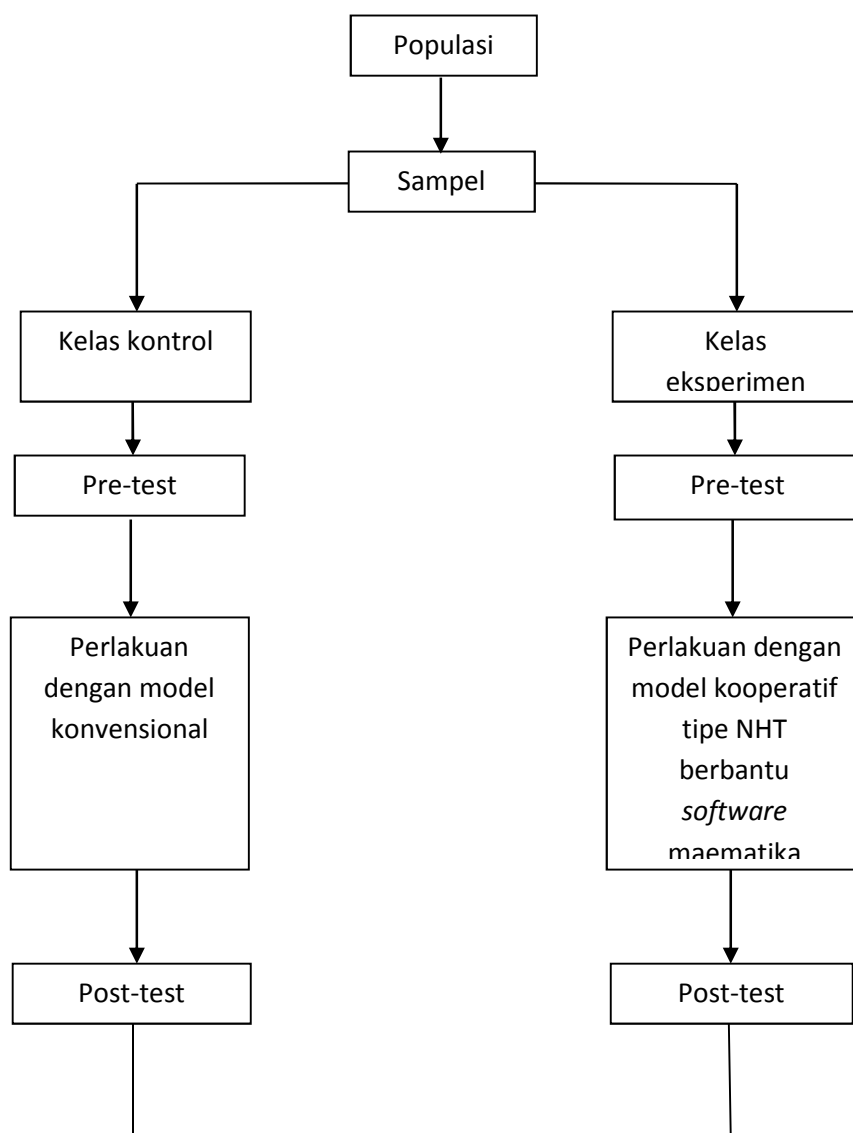 Populasi
Sampel
Kelas kontrol
Kelas
eksperimen
Pre-test
Pre-test
Perlakuan
dengan model
konvensional
Perlakuan dengan
model kooperatif
tipe NHT
berbantu
software
maematika
Post-test
Post-test